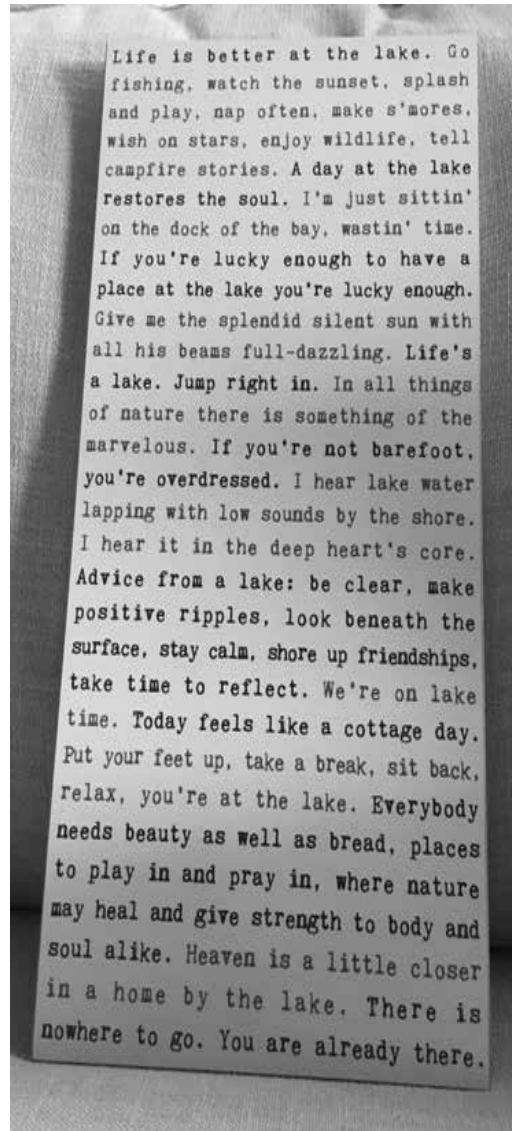 Life is better at the lake. Go
fishing, watch the sunset, splash
and play, nap often, make s'mores,
wish on stars, enjoy wildlife, tell
campfire stories. A day at the lake
restores the soul. I'm just sittin'
on the dock of the bay, wastin' time.
If you're lucky enough to have a
place at the lake you're lucky enough.
Give me the splendid silent sun with
all his beams full-dazzling. Life's
a lake. Jump right in. In all things
of nature there is something of the
marvelous. If you're not barefoot,
you're overdressed. I hear lake water
lapping with low sounds by the shore.
I hear it in the deep heart's core.
Advice from a lake: be clear, make
positive ripples, look beneath the
surface, stay calm, shore up friendships,
take time to reflect. We're on lake
time. Today feels like a cottage day.
Put your feet up, take a break, sit back,
relax, you're at the lake. Everybody
needs beauty as well as bread, places
to play in and pray in, where nature
may heal and give strength to body and
soul alike. Heaven is a little closer
in a home by the lake. There is
nowhere to go. You are already there.